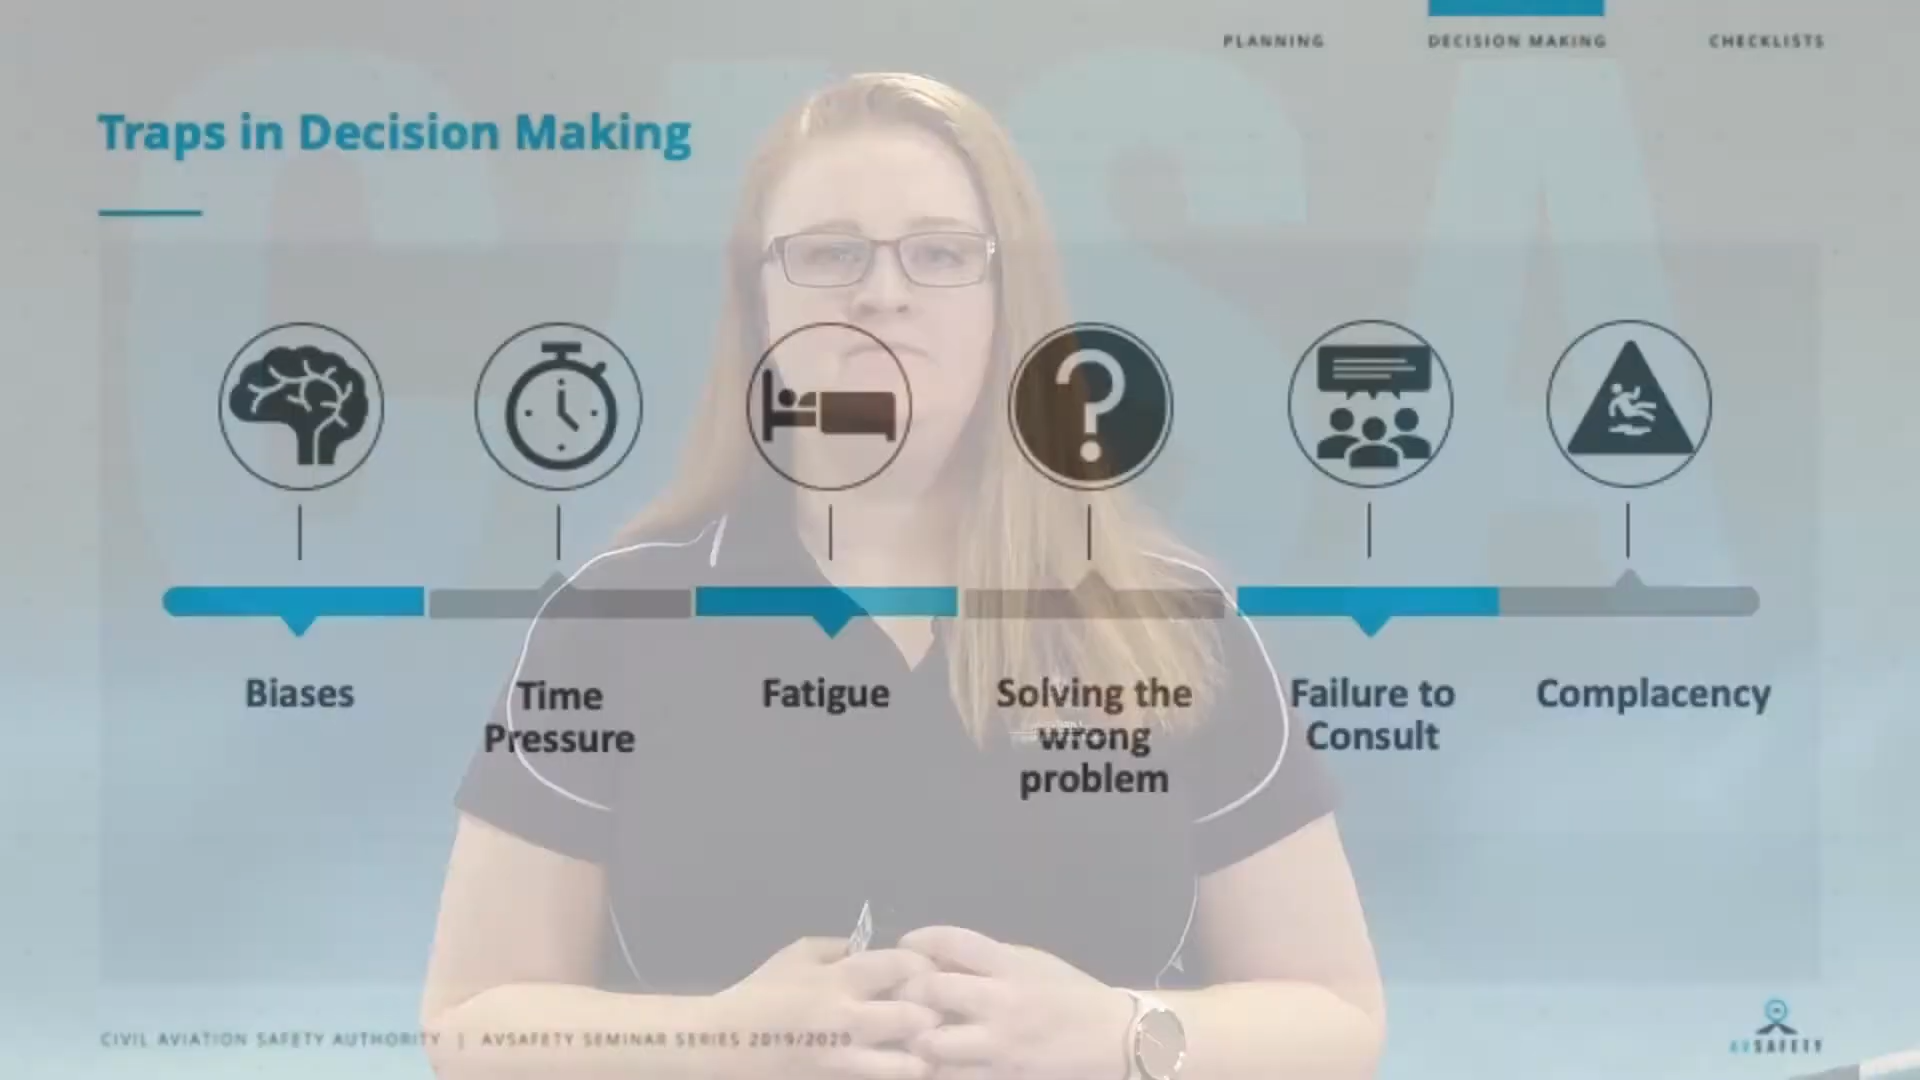 PLANNING
DECISION MAKING
CHECKLISTS
CASA
Traps in Decision Making
Biases
Time
Pressure
Fatigue
Solving the
wrong
problem
Failure to
Consult
Complacency
CIVIL AVIATION SAFETY AUTHORITY | AVSAFETY SEMINAR SERIES 2019/2020
AVSAFETY